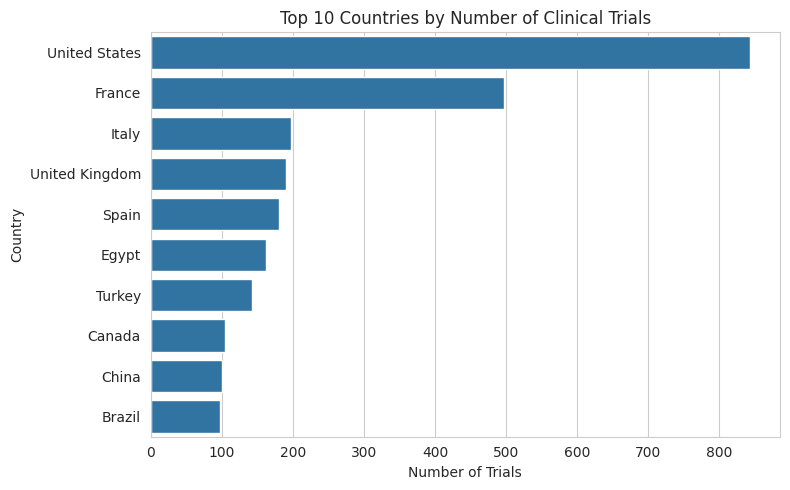 Top 10 Countries by Number of Clinical Trials
United States
France
Italy
United Kingdom
Spain
Egypt
Turkey
Canada
China
Brazil
Country
0 100 200 300 400 500 600 700 800
Number of Trials